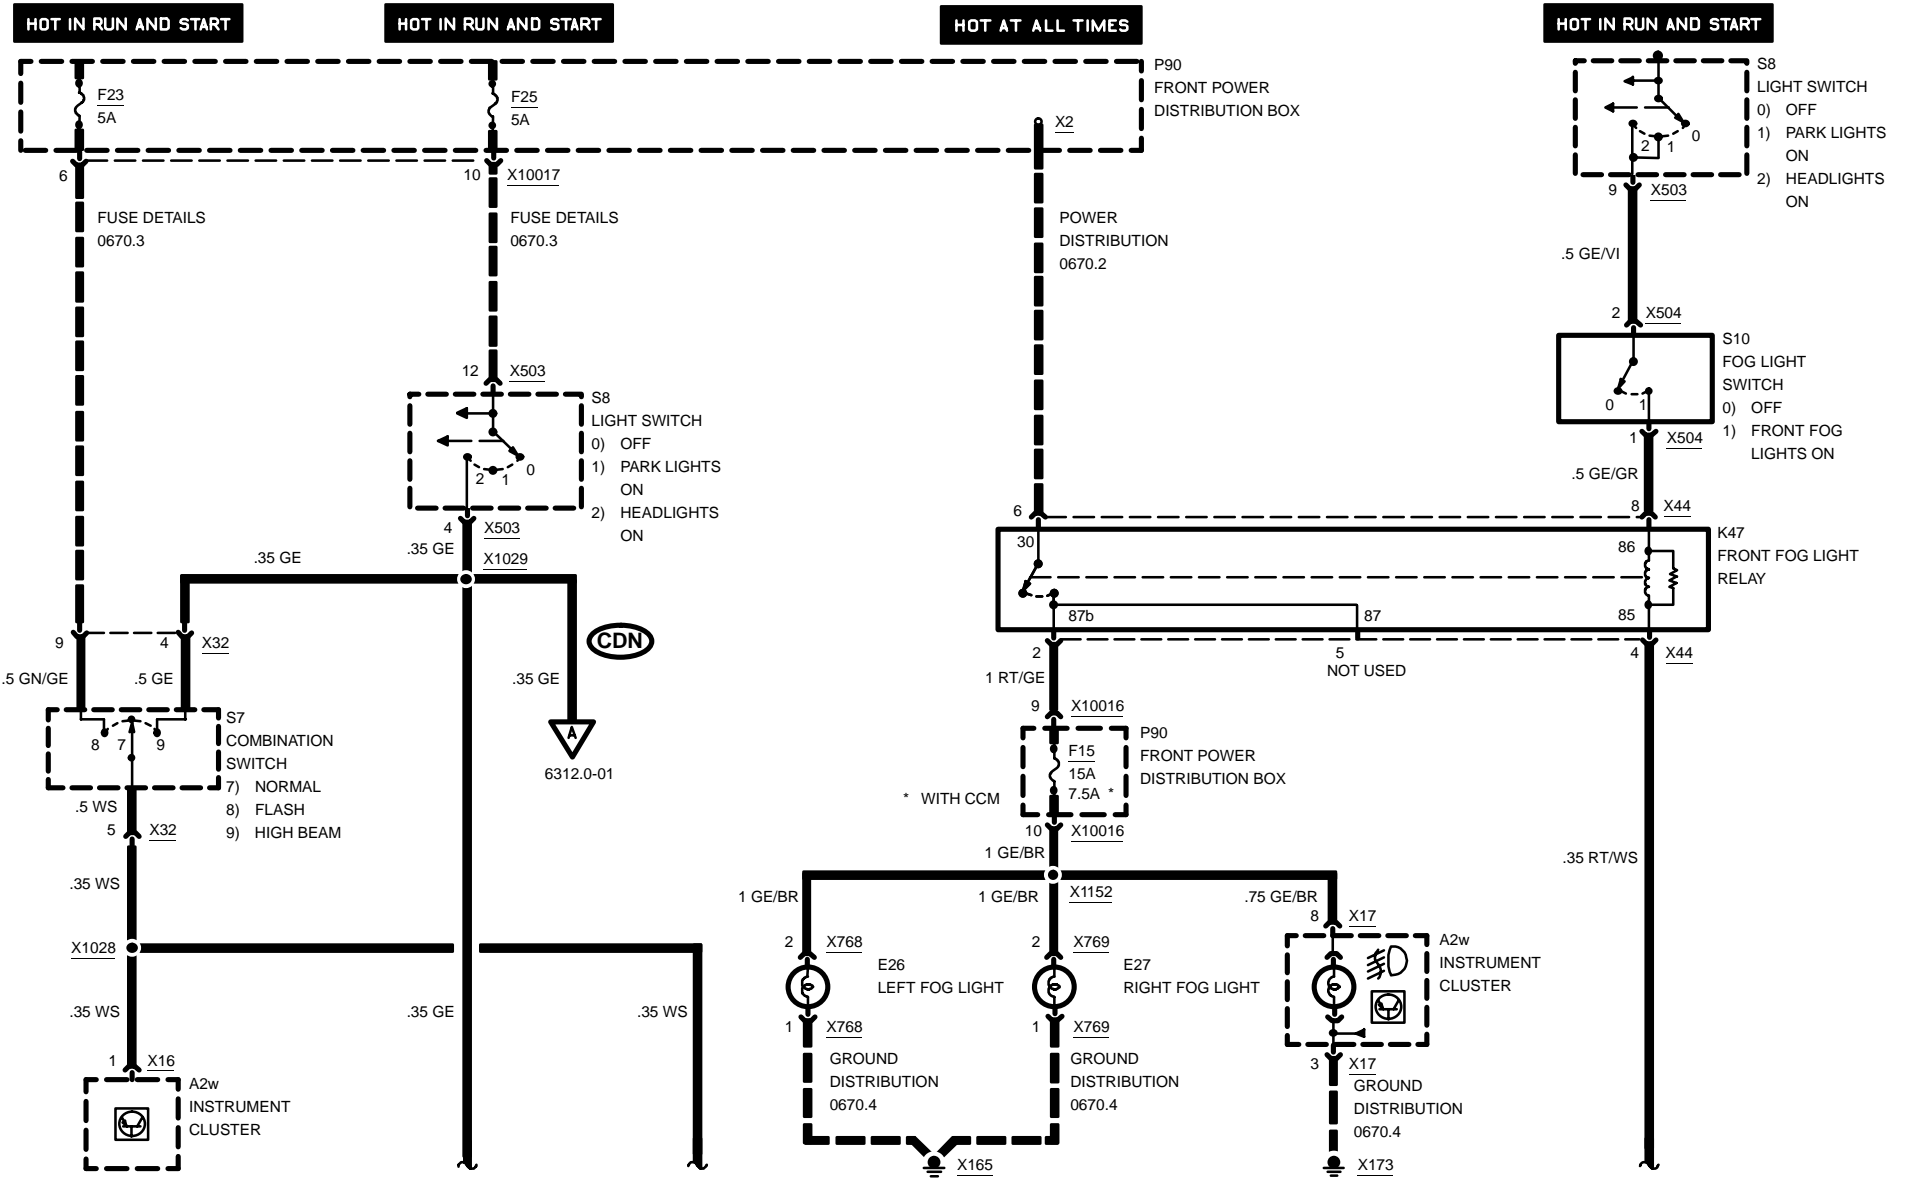 HOT IN RUN AND START
HOT IN RUN AND START
HOT AT ALL TIMES
HOT IN RUN AND START
F23
5A
F25
5A
X2
P90
FRONT POWER
DISTRIBUTION BOX
S8
LIGHT SWITCH
0) OFF
1) PARK LIGHTS
ON
2) HEADLIGHTS
ON
0
2
1
6
10
X10017
9
X503
FUSE DETAILS
0670.3
FUSE DETAILS
0670.3
POWER
DISTRIBUTION
0670.2
.5 GE/VI
2
X504
S10
FOG LIGHT
SWITCH
0) OFF
1) FRONT FOG
LIGHTS ON
0
1
1
X504
.5 GE/GR
12
X503
S8
LIGHT SWITCH
0) OFF
1) PARK LIGHTS
ON
2) HEADLIGHTS
ON
0
2
1
4
X503
.35 GE
X1029
.35 GE
CDN
.35 GE
A
6312.0-01
6
8
X44
K47
FRONT FOG LIGHT
RELAY
30
86
87b
87
85
2
5
NOT USED
4
X44
9
4
X32
.5 GN/GE
.5 GE
S7
COMBINATION
SWITCH
7) NORMAL
8) FLASH
9) HIGH BEAM
8
7
9
.5 WS
5
X32
.35 WS
X1028
.35 WS
.35 GE
.35 WS
1
X16
A2w
INSTRUMENT
CLUSTER
1 RT/GE
9
X10016
P90
FRONT POWER
DISTRIBUTION BOX
F15
15A
7.5A *
* WITH CCM
10
X10016
1 GE/BR
X1152
1 GE/BR
1 GE/BR
.75 GE/BR
.35 RT/WS
2
X768
E26
LEFT FOG LIGHT
1
X768
GROUND
DISTRIBUTION
0670.4
2
X769
E27
RIGHT FOG LIGHT
1
X769
GROUND
DISTRIBUTION
0670.4
X165
8
X17
A2w
INSTRUMENT
CLUSTER
3
X17
GROUND
DISTRIBUTION
0670.4
X173